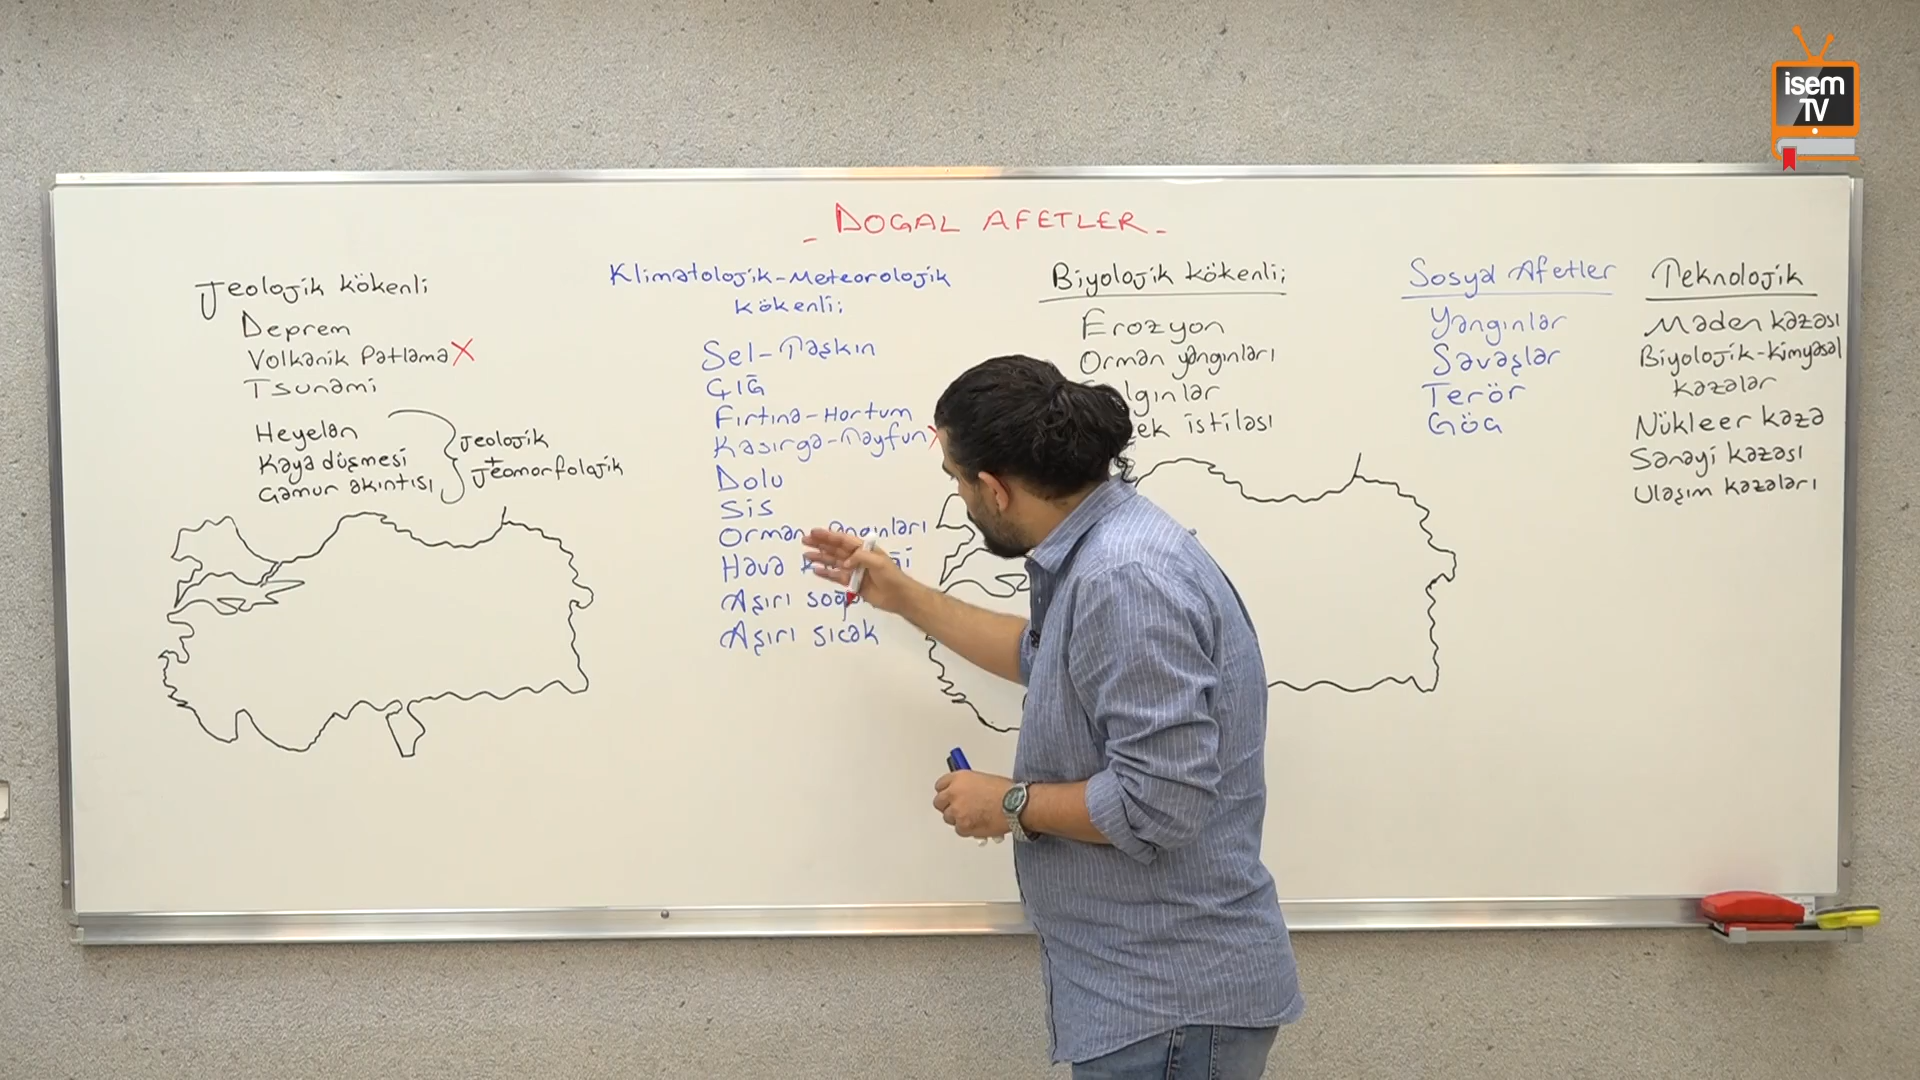 isem
TV
- DOĞAL AFETLER -
Jeolojik kökenli
Deprem
Volkanik Patlama X
Tsunami
Heyelan
Kaya düşmesi
Çamur akıntısı
Jeolojik
+
Jeomorfolojik
Klimatolojik-Meteorolojik
kökenli;
Sel-Taşkın
ÇIĞ
Fırtına-Hortum
Kasırga-Tayfun X
Dolu
Sis
Orman
Hava
Aşırı
Aşırı sıcak
Biyolojik kökenli;
Erozyon
Orman yangınları
istilası
Sosyal Afetler
Yangınlar
Savaşlar
Terör
Göç
Teknolojik
Maden kazası
Biyolojik-kimyasal
kazalar
Nükleer kaza
Sanayi kazası
Ulaşım kazaları